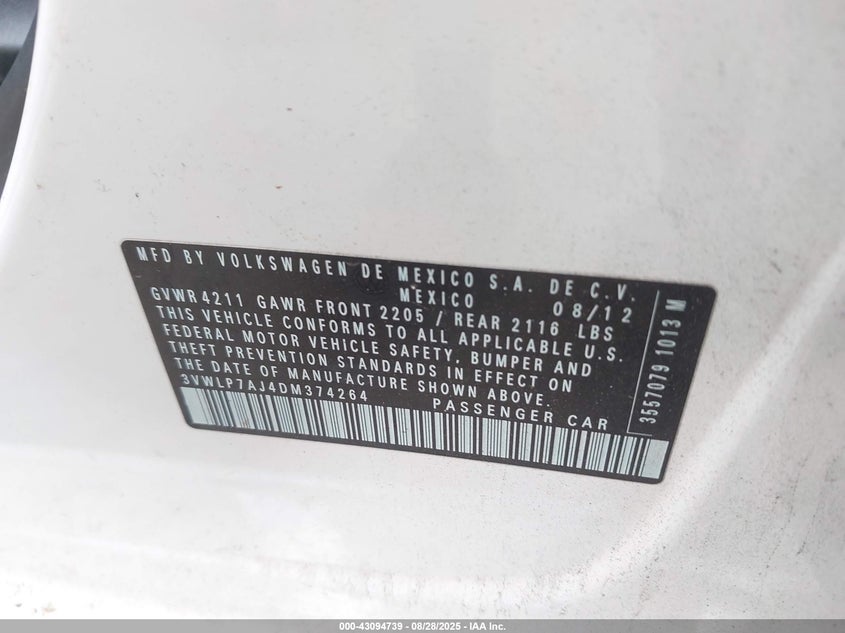 MFD BY VOLKSWAGEN DE MEXICO S.A. DE C.V.
MEXICO 08/12
GVWR 4211 GAWR FRONT 2205 / REAR 2116 LBS
THIS VEHICLE CONFORMS TO ALL APPLICABLE U.S.
FEDERAL MOTOR VEHICLE SAFETY, BUMPER AND
THEFT PREVENTION STANDARDS IN EFFECT ON
THE DATE OF MANUFACTURE SHOWN ABOVE.
3VWLP7AJ4DM374264 PASSENGER CAR
3557079 1013 M
000-43094739 - 08/28/2025 - IAA Inc.